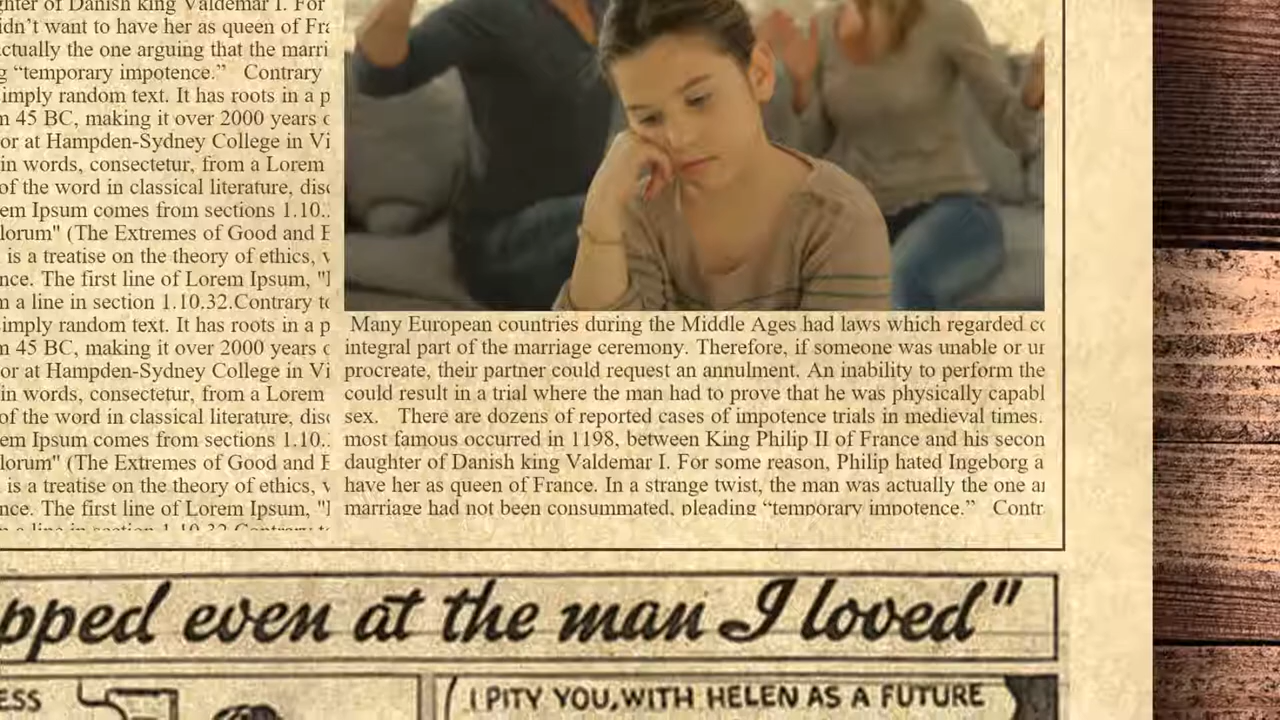 ghter of Danish king Valdemar I. For
idn't want to have her as queen of Fra
actually the one arguing that the marri
g “temporary impotence.” Contrary
imply random text. It has roots in a p
m 45 BC, making it over 2000 years
or at Hampden-Sydney College in Vi
in words, consectetur, from a Lorem
of the word in classical literature, disc
em Ipsum comes from sections 1.10..
lorum" (The Extremes of Good and E
is a treatise on the theory of ethics,
nce. The first line of Lorem Ipsum, "I
m a line in section 1.10.32.Contrary to
imply random text. It has roots in a p
m 45 BC, making it over 2000 years
or at Hampden-Sydney College in Vi
in words, consectetur, from a Lorem
of the word in classical literature, disc
em Ipsum comes from sections 1.10..
lorum" (The Extremes of Good and E
is a treatise on the theory of ethics,
nce. The first line of Lorem Ipsum, "I
a line in section 1.10.32.Contrary
Many European countries during the Middle Ages had laws which regarded
integral part of the marriage ceremony. Therefore, if someone was unable or
procreate, their partner could request an annulment. An inability to perform the
could result in a trial where the man had to prove that he was physically capabl
sex. There are dozens of reported cases of impotence trials in medieval times.
most famous occurred in 1198, between King Philip II of France and his secon
daughter of Danish king Valdemar I. For some reason, Philip hated Ingeborg a
have her as queen of France. In a strange twist, the man was actually the one
marriage had not been consummated, pleading “temporary impotence.” Contr
pped even at the man I loved"
ESS
I PITY YOU, WITH HELEN AS A FUTURE